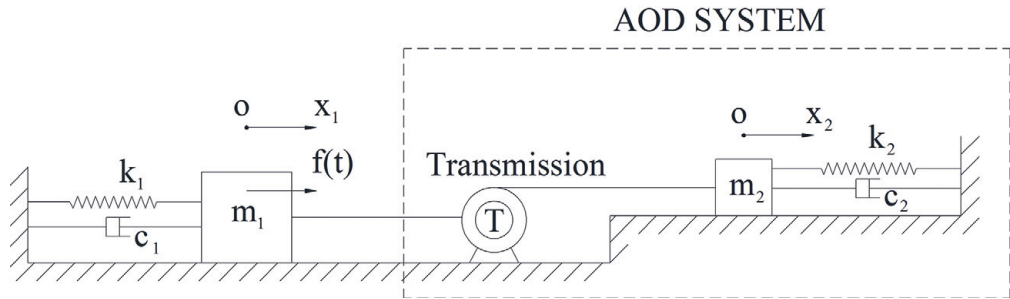 AOD SYSTEM
o x₁
o x₂
k₁
f(t)
Transmission
k₂
m₁
T
m₂
c₁
c₂